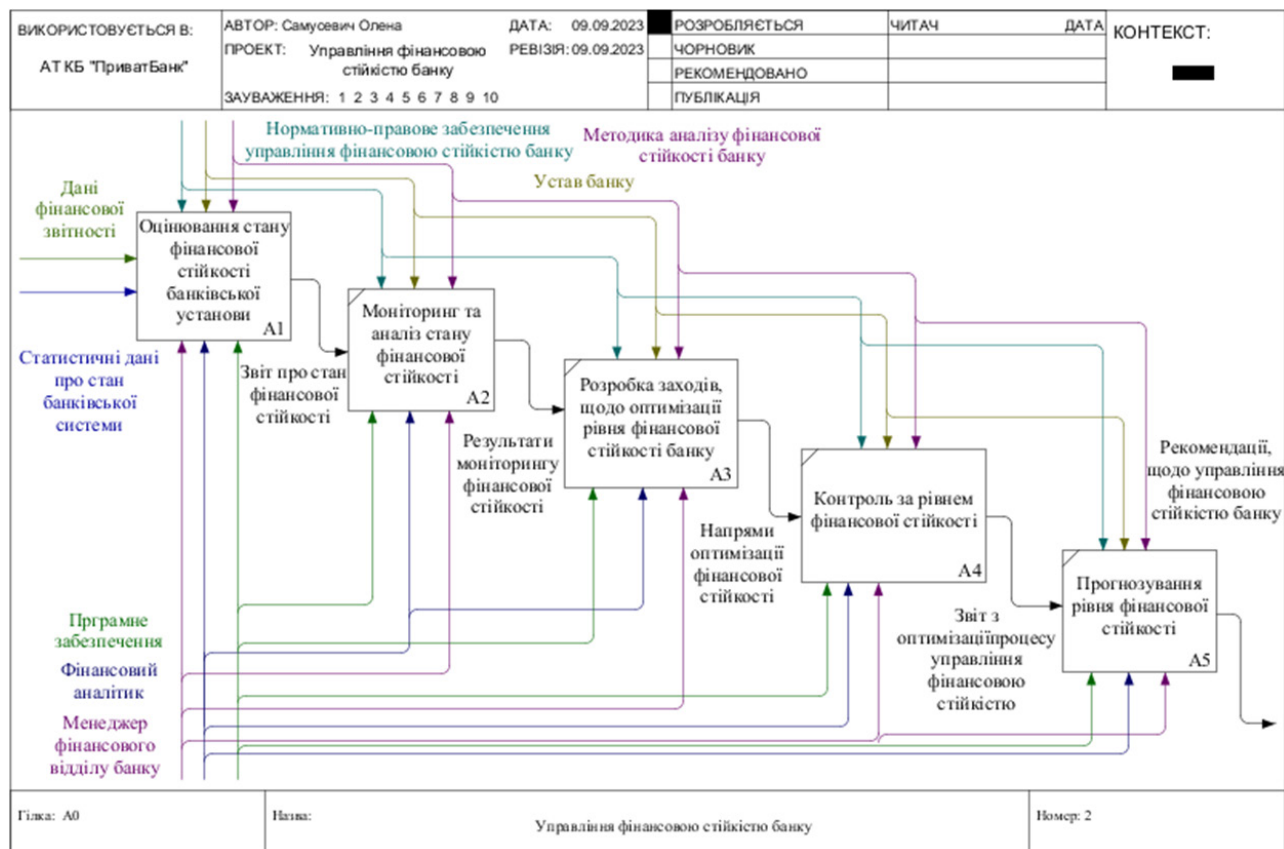 ВИКОРИСТОВУЄТЬСЯ В:
АТ КБ "ПриватБанк"
АВТОР: Самусевич Олена
ДАТА: 09.09.2023
ПРОЕКТ: Управління фінансовою
стійкістю банку
РЕВІЗІЯ: 09.09.2023
ЗАУВАЖЕННЯ: 1 2 3 4 5 6 7 8 9 10
РОЗРОБЛЯЄТЬСЯ
ЧОРНОВИК
РЕКОМЕНДОВАНО
ПУБЛІКАЦІЯ
ЧИТАЧ
ДАТА
КОНТЕКСТ:
Нормативно-правове забезпечення
управління фінансовою стійкістю банку
Методика аналізу фінансової
стійкості банку
Устав банку
Дані
фінансової
звітності
Оцінювання стану
фінансової
стійкості
банківської
установи
А1
Статистичні дані
про стан
банківської
системи
Звіт про стан
фінансової
стійкості
Моніторинг та
аналіз стану
фінансової
стійкості
А2
Результати
моніторингу
фінансової
стійкості
Розробка заходів,
щодо оптимізації
рівня фінансової
стійкості банку
А3
Напрями
оптимізації
фінансової
стійкості
Контроль за рівнем
фінансової стійкості
А4
Рекомендації,
щодо управління
фінансовою
стійкістю банку
Звіт з
оптимізаціїпроцесу
управління
фінансовою
стійкістю
Прогнозування
рівня фінансової
стійкості
А5
Прграмне
забезпечення
Фінансовий
аналітик
Менеджер
фінансового
відділу банку
Гілка: А0
Назва:
Управління фінансовою стійкістю банку
Номер: 2